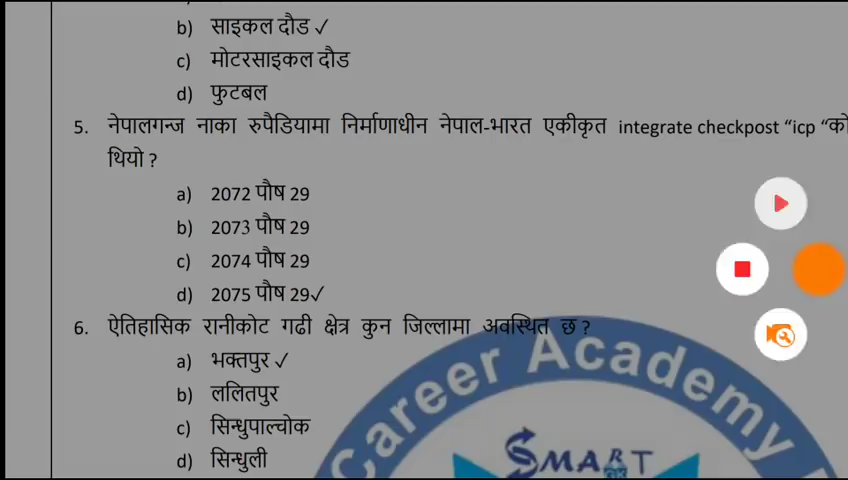 b) साइकल दौड ✓
c) मोटरसाइकल दौड
d) फुटबल
5. नेपालगन्ज नाका रुपैडियामा निर्माणाधीन नेपाल-भारत एकीकृत integrate checkpost “icp “को
थियो ?
a) 2072 पौष 29
b) 2073 पौष 29
c) 2074 पौष 29
d) 2075 पौष 29✓
6. ऐतिहासिक रानीकोट गढी क्षेत्र कुन जिल्लामा अवस्थित छ ?
a) भक्तपुर ✓
b) ललितपुर
c) सिन्धुपाल्चोक
d) सिन्धुली
Career Academy
SMART
GK